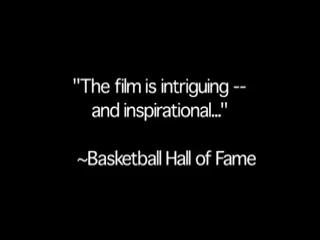 "The film is intriguing --
and inspirational..."
~Basketball Hall of Fame